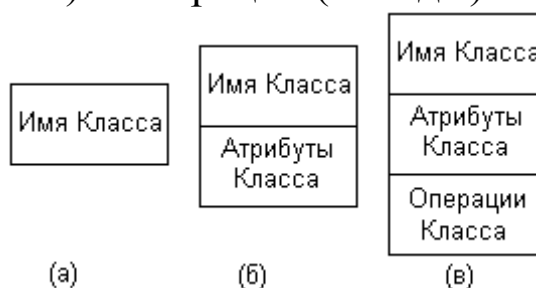 Имя Класса
Имя Класса
Атрибуты
Класса
Имя Класса
Атрибуты
Класса
Операции
Класса
(а)
(б)
(в)